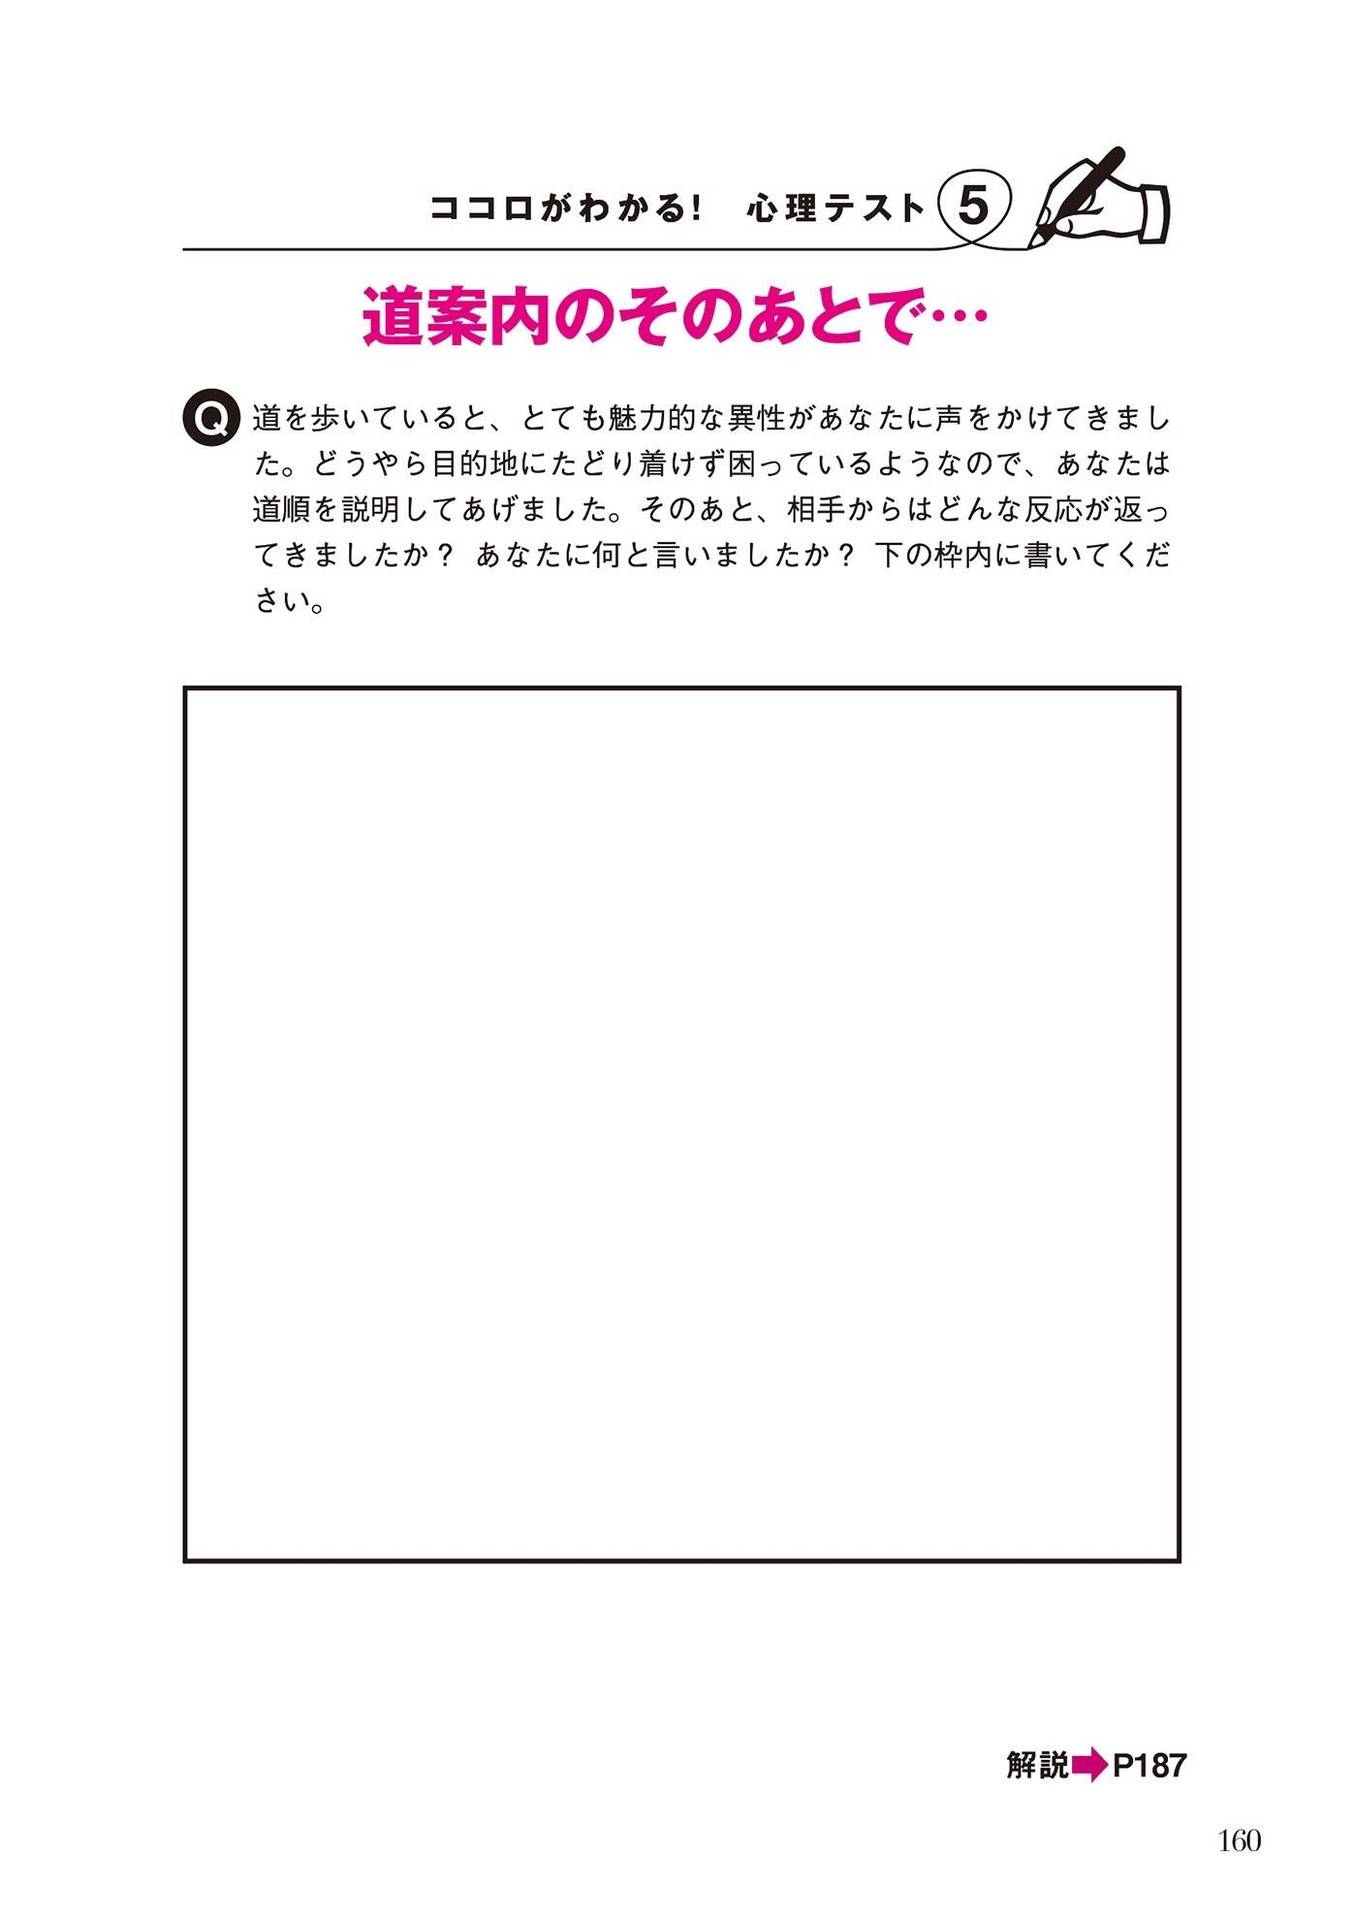 ココロがわかる！　心理テスト 5
道案内のそのあとで…
Q 道を歩いていると、とても魅力的な異性があなたに声をかけてきまし
た。どうやら目的地にたどり着けず困っているようなので、あなたは
道順を説明してあげました。そのあと、相手からはどんな反応が返っ
てきましたか？ あなたに何と言いましたか？ 下の枠内に書いてくだ
さい。
解説➡P187
160